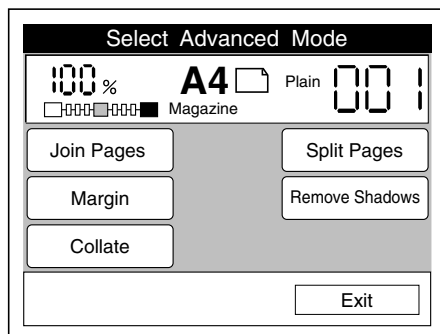 Select Advanced Mode
100 % A4 Plain 001
Magazine
Join Pages Split Pages
Margin Remove Shadows
Collate
Exit